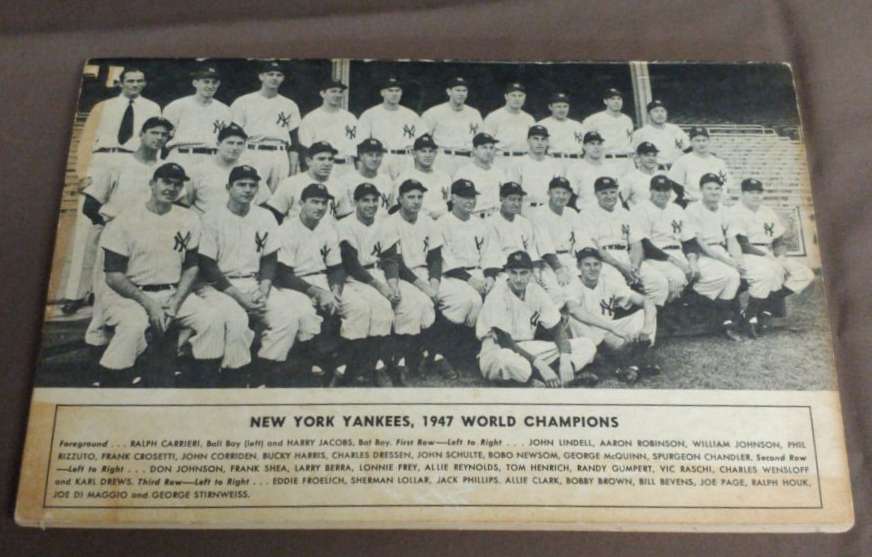 NEW YORK YANKEES, 1947 WORLD CHAMPIONS
Foreground . . . RALPH CARRIERI, Ball Boy (left) and HARRY JACOBS, Bat Boy. First Row—Left to Right . . . JOHN LINDELL, AARON ROBINSON, WILLIAM JOHNSON, PHIL
RIZZUTO, FRANK CROSETTI, JOHN CORRIDEN, BUCKY HARRIS, CHARLES DRESSEN, JOHN SCHULTE, BOBO NEWSOM, GEORGE McQUINN, SPURGEON CHANDLER. Second Row
—Left to Right . . . DON JOHNSON, FRANK SHEA, LARRY BERRA, LONNIE FREY, ALLIE REYNOLDS, TOM HENRICH, RANDY GUMPERT, VIC RASCHI, CHARLES WENSLOFF
and KARL DREWS. Third Row—Left to Right . . . EDDIE FROELICH, SHERMAN LOLLAR, JACK PHILLIPS. ALLIE CLARK, BOBBY BROWN, BILL BEVENS, JOE PAGE, RALPH HOUK,
JOE DI MAGGIO and GEORGE STIRNWEISS.